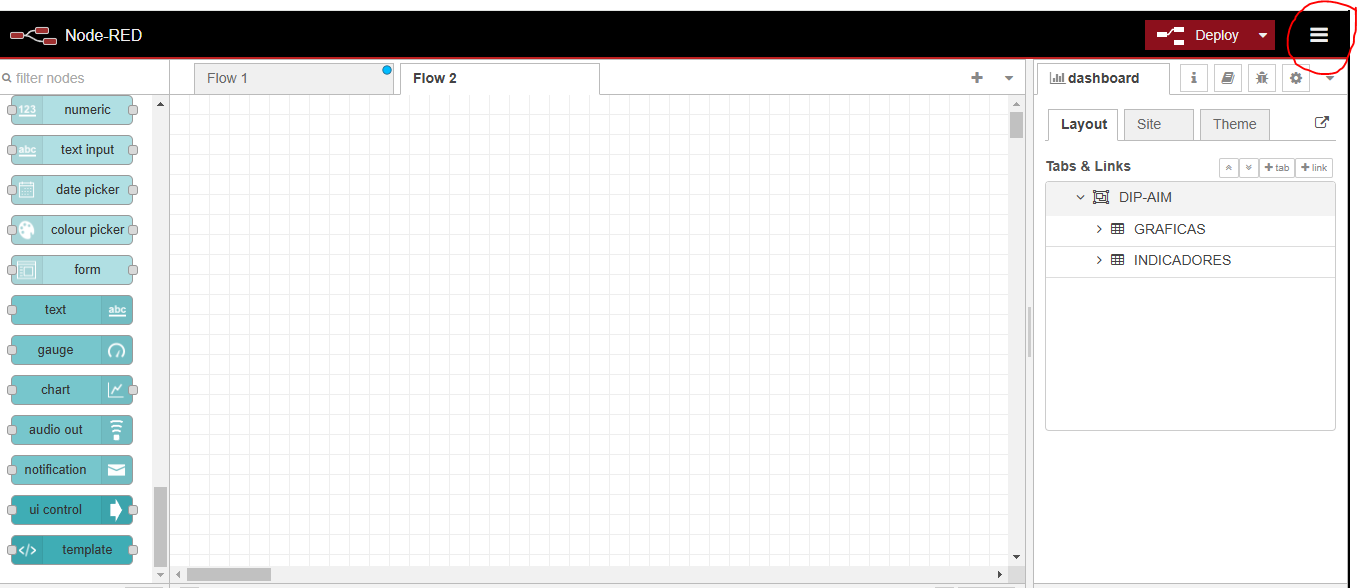 Node-RED Deploy
filter nodes Flow 1 Flow 2 dashboard i
123 numeric
abc text input
date picker
colour picker
form
text abc
gauge
chart
audio out
notification
ui control
</> template
Layout Site Theme
Tabs & Links + tab + link
DIP-AIM
GRAFICAS
INDICADORES